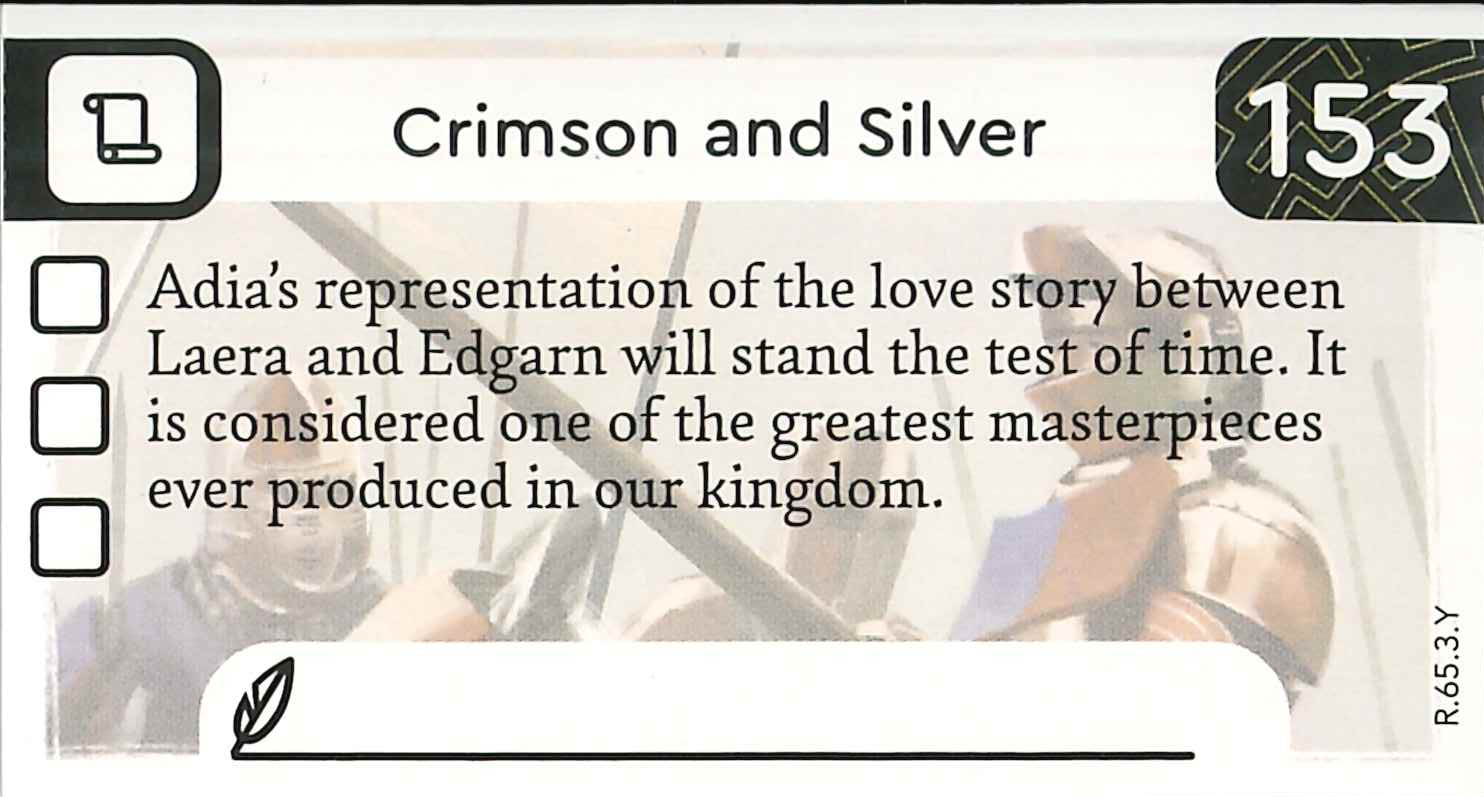 Crimson and Silver
153
Adia's representation of the love story between
Laera and Edgarn will stand the test of time. It
is considered one of the greatest masterpieces
ever produced in our kingdom.
R.65.3.Y